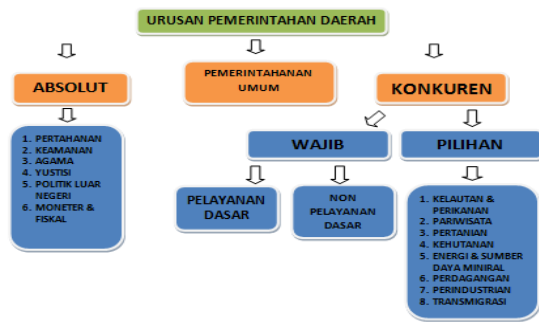 URUSAN PEMERINTAHAN DAERAH
ABSOLUT
PEMERINTAHANAN
UMUM
KONKUREN
1. PERTAHANAN
2. KEAMANAN
3. AGAMA
4. YUSTISI
5. POLITIK LUAR
NEGERI
6. MONETER &
FISKAL
WAJIB
PILIHAN
PELAYANAN
DASAR
NON
PELAYANAN
DASAR
1. KELAUTAN &
PERIKANAN
2. PARIWISATA
3. PERTANIAN
4. KEHUTANAN
5. ENERGI & SUMBER
DAYA MINIRAL
6. PERDAGANGAN
7. PERINDUSTRIAN
8. TRANSMIGRASI